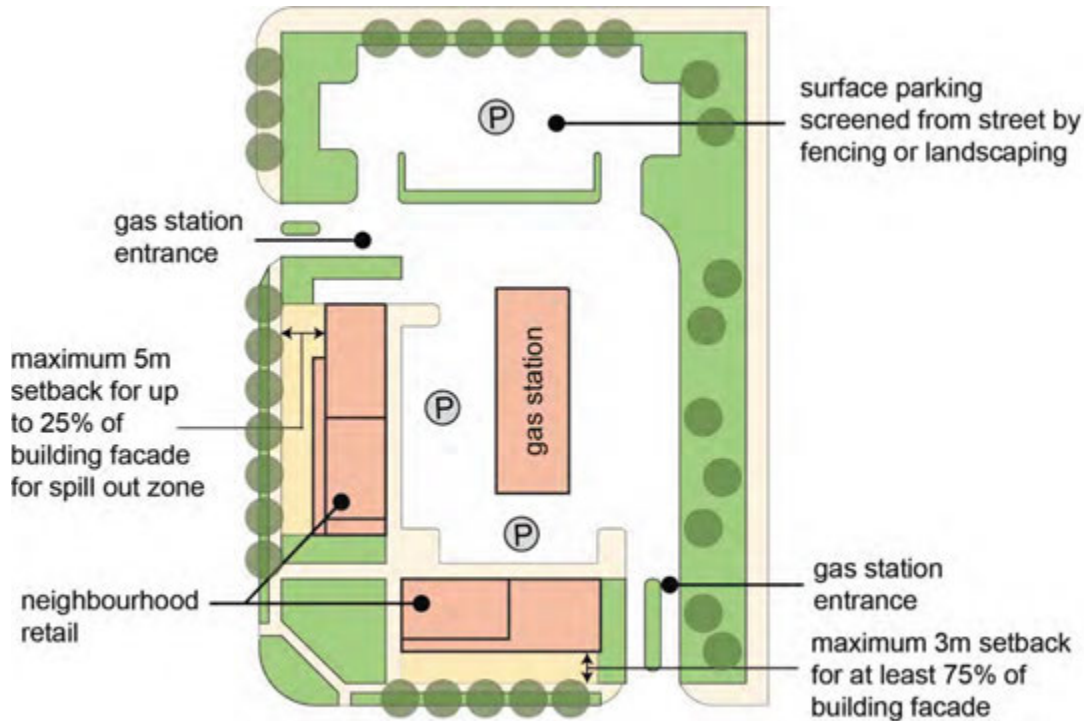 P
surface parking
screened from street by
fencing or landscaping
gas station
entrance
maximum 5m
setback for up
to 25% of
building facade
for spill out zone
P
gas station
P
neighbourhood
retail
gas station
entrance
maximum 3m setback
for at least 75% of
building facade